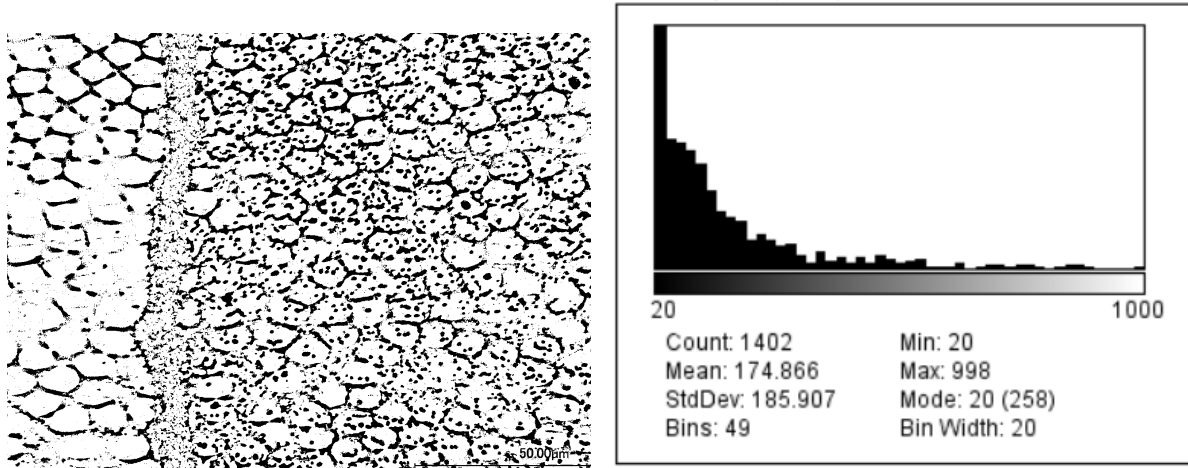 50.00µm
20 1000
Count: 1402 Min: 20
Mean: 174.866 Max: 998
StdDev: 185.907 Mode: 20 (258)
Bins: 49 Bin Width: 20